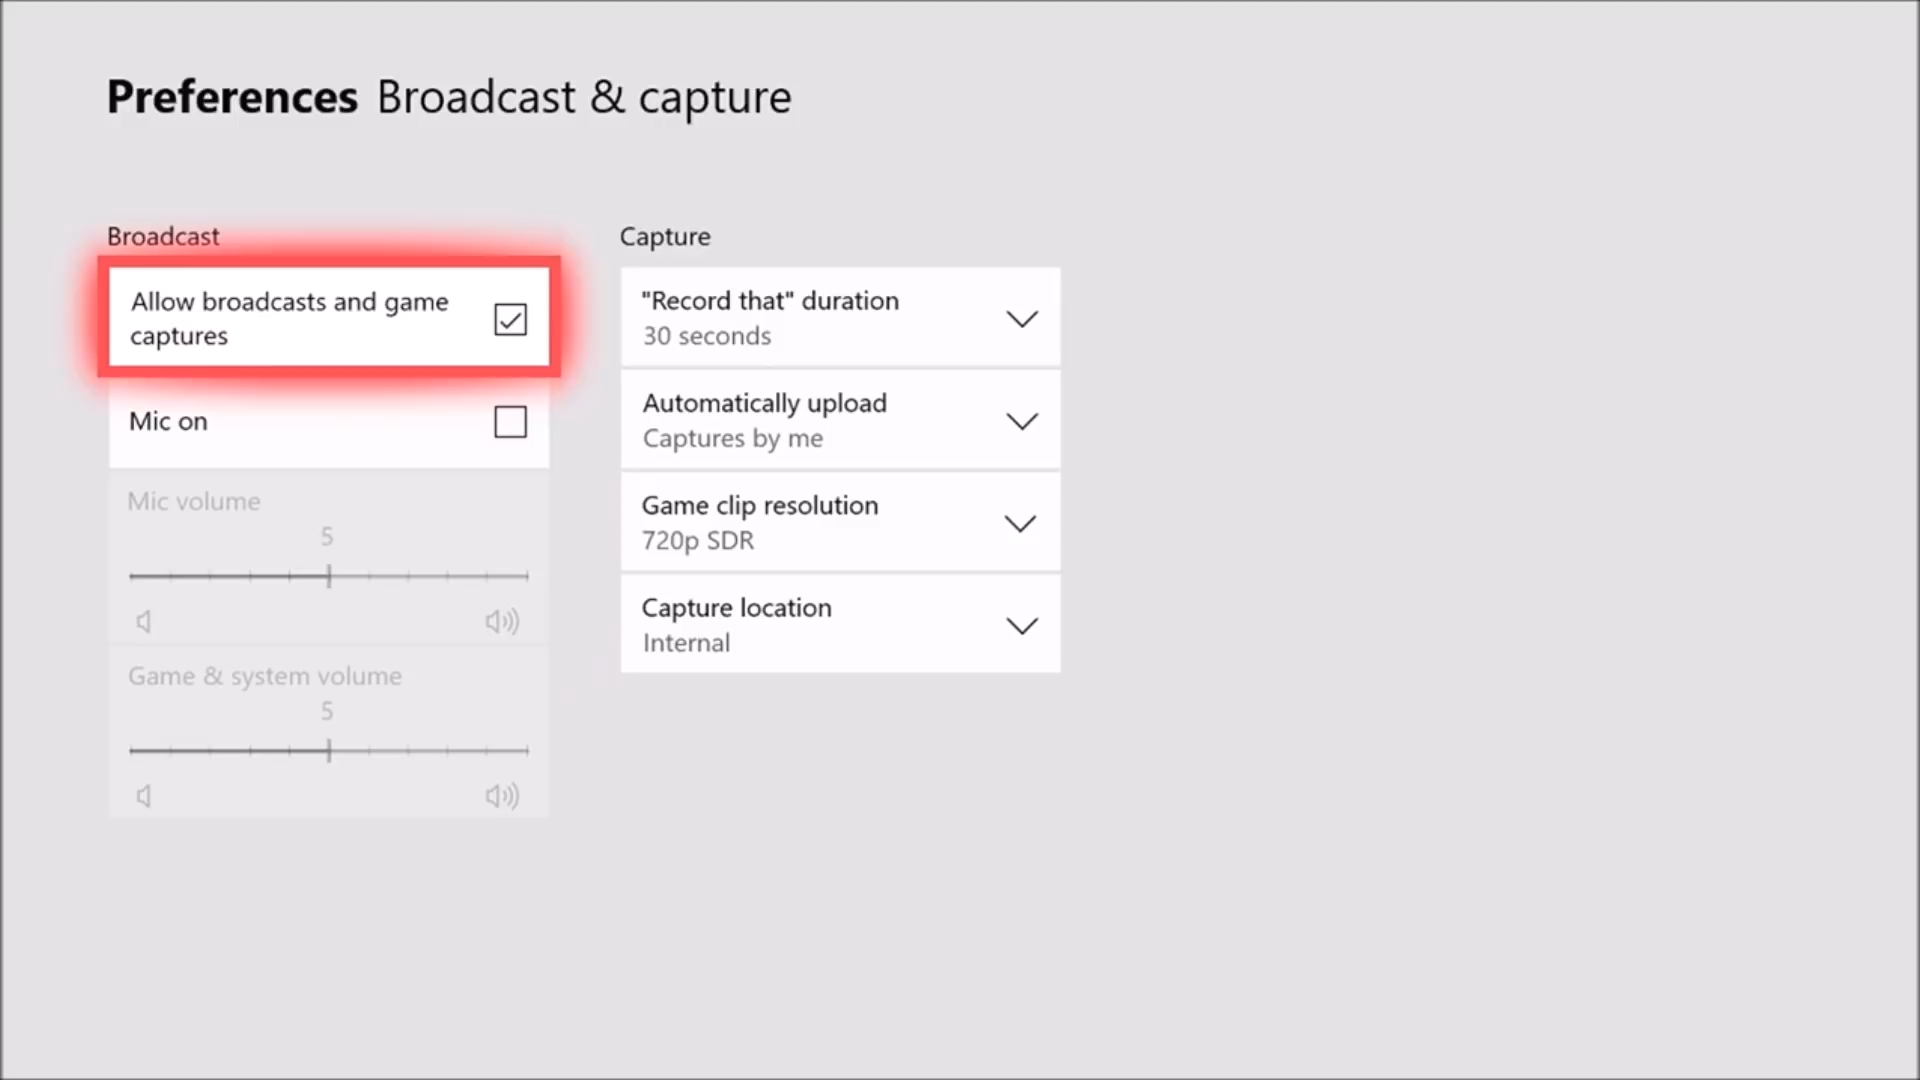 Preferences Broadcast & capture
Broadcast
Allow broadcasts and game
captures
Mic on
Mic volume
5
Game & system volume
5
Capture
"Record that" duration
30 seconds
Automatically upload
Captures by me
Game clip resolution
720p SDR
Capture location
Internal